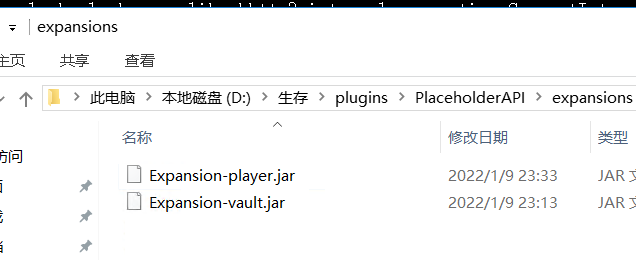 expansions
主页 共享 查看
此电脑 本地磁盘 (D:) 生存 plugins PlaceholderAPI expansions
名称 修改日期 类型
访问
Expansion-player.jar 2022/1/9 23:33 JAR
Expansion-vault.jar 2022/1/9 23:13 JAR